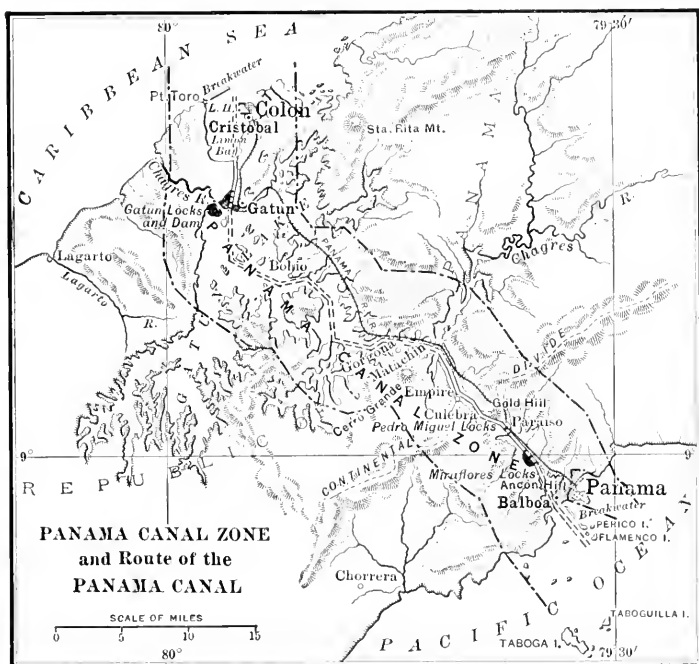 80°
79°30'
CARIBBEAN SEA
Breakwater
Pt. Toro
L. H.
Colon
Cristobal
Limon
Bay
Sta. Rita Mt.
Chagres R.
Gatun Locks
and Dam
Gatun
PANAMA
Chagres R.
Lagarto
Lagarto R.
Bohio
PANAMA CANAL ZONE
DIVIDE
Gorgona
Matachin
Empire
Culebra
Cerro Grande
Gold Hill
Paraiso
Pedro Miguel Locks
9°
9°
REPUBLIC
CONTINENTAL
Miraflores Locks
Ancon Hill
Panama
Balboa
Breakwater
PERICO I.
FLAMENCO I.
PANAMA CANAL ZONE
and Route of the
PANAMA CANAL
Chorrera
SCALE OF MILES
0 5 10 15
PACIFIC OCEAN
TABOGUILLA I.
TABOGA I.
80°
79°30'